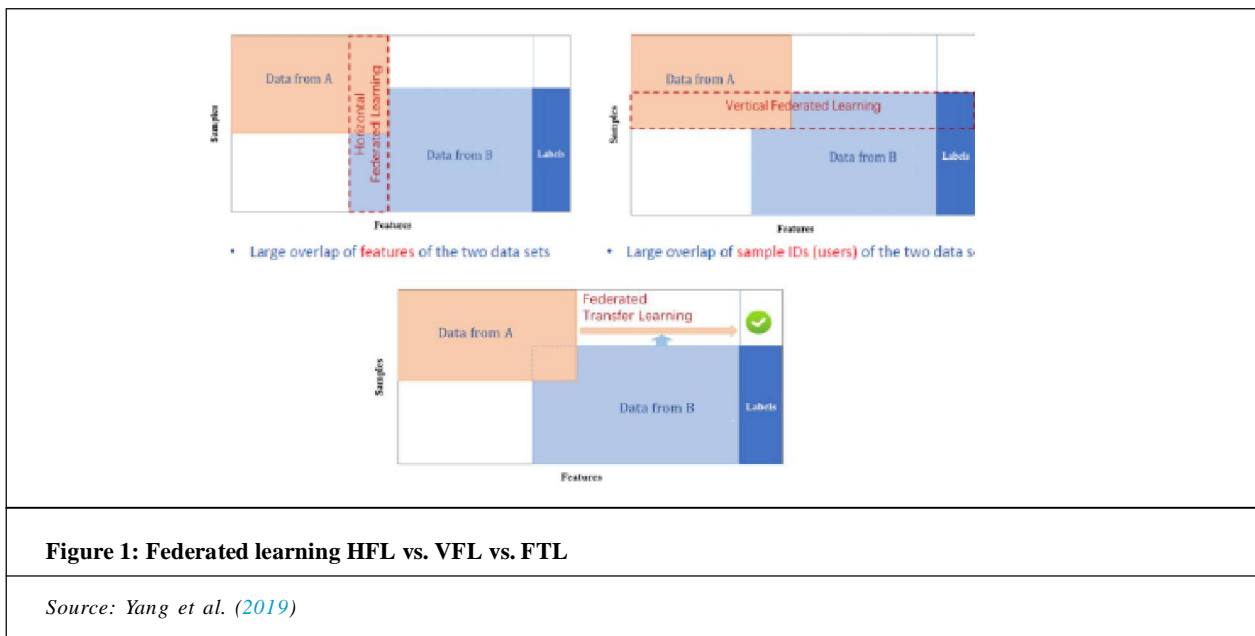 Data from A
Horizontal
Federated Learning
Data from B
Labels
Samples
Features
• Large overlap of features of the two data sets
Data from A
Vertical Federated Learning
Data from B
Labels
Samples
Features
• Large overlap of sample IDs (users) of the two data s
Federated
Transfer Learning
Data from A
Data from B
Labels
Samples
Features
Figure 1: Federated learning HFL vs. VFL vs. FTL
Source: Yang et al. (2019)